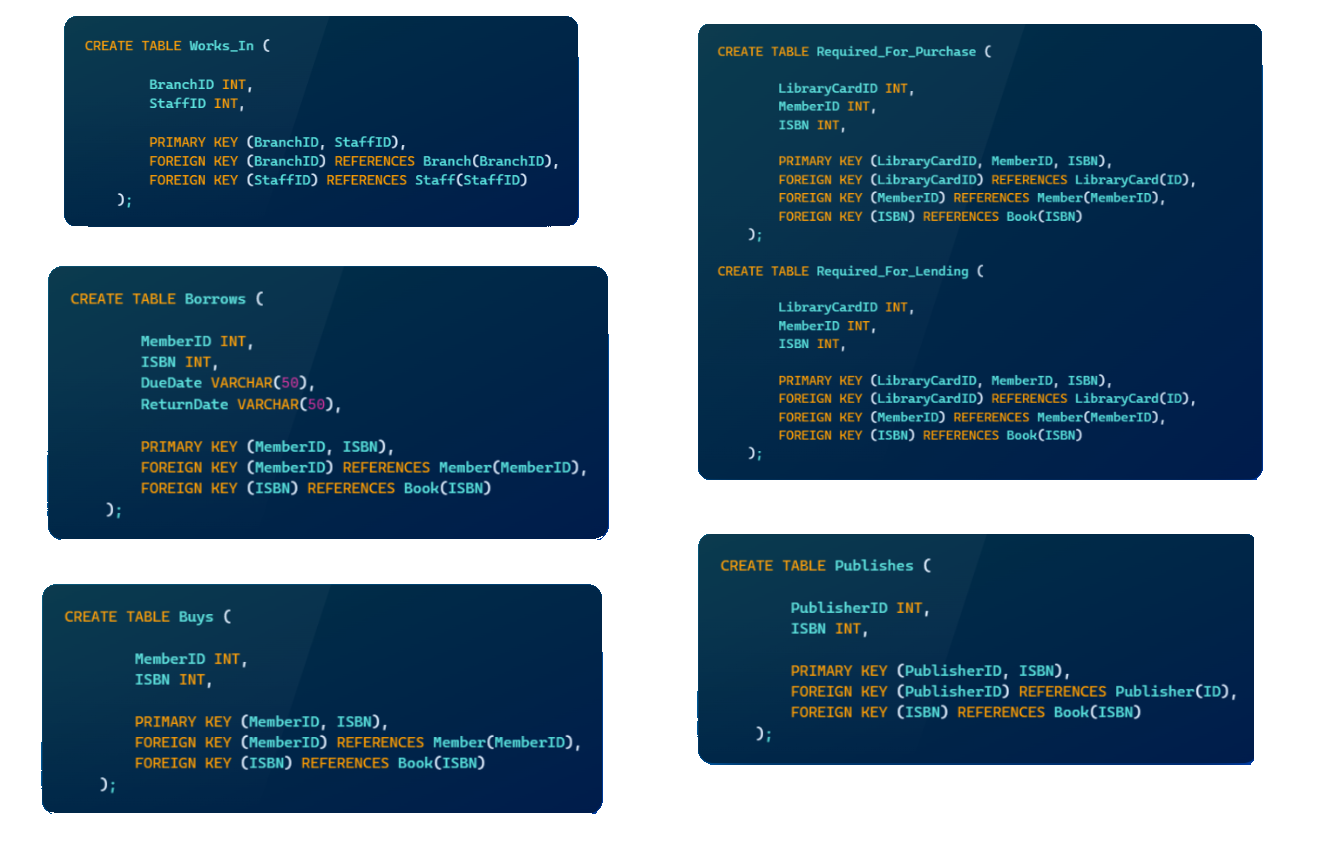 CREATE TABLE Works_In (
BranchID INT,
StaffID INT,
PRIMARY KEY (BranchID, StaffID),
FOREIGN KEY (BranchID) REFERENCES Branch(BranchID),
FOREIGN KEY (StaffID) REFERENCES Staff(StaffID)
);
CREATE TABLE Borrows (
MemberID INT,
ISBN INT,
DueDate VARCHAR(50),
ReturnDate VARCHAR(50),
PRIMARY KEY (MemberID, ISBN),
FOREIGN KEY (MemberID) REFERENCES Member(MemberID),
FOREIGN KEY (ISBN) REFERENCES Book(ISBN)
);
CREATE TABLE Buys (
MemberID INT,
ISBN INT,
PRIMARY KEY (MemberID, ISBN),
FOREIGN KEY (MemberID) REFERENCES Member(MemberID),
FOREIGN KEY (ISBN) REFERENCES Book(ISBN)
);
CREATE TABLE Required_For_Purchase (
LibraryCardID INT,
MemberID INT,
ISBN INT,
PRIMARY KEY (LibraryCardID, MemberID, ISBN),
FOREIGN KEY (LibraryCardID) REFERENCES LibraryCard(ID),
FOREIGN KEY (MemberID) REFERENCES Member(MemberID),
FOREIGN KEY (ISBN) REFERENCES Book(ISBN)
);
CREATE TABLE Required_For_Lending (
LibraryCardID INT,
MemberID INT,
ISBN INT,
PRIMARY KEY (LibraryCardID, MemberID, ISBN),
FOREIGN KEY (LibraryCardID) REFERENCES LibraryCard(ID),
FOREIGN KEY (MemberID) REFERENCES Member(MemberID),
FOREIGN KEY (ISBN) REFERENCES Book(ISBN)
);
CREATE TABLE Publishes (
PublisherID INT,
ISBN INT,
PRIMARY KEY (PublisherID, ISBN),
FOREIGN KEY (PublisherID) REFERENCES Publisher(ID),
FOREIGN KEY (ISBN) REFERENCES Book(ISBN)
);